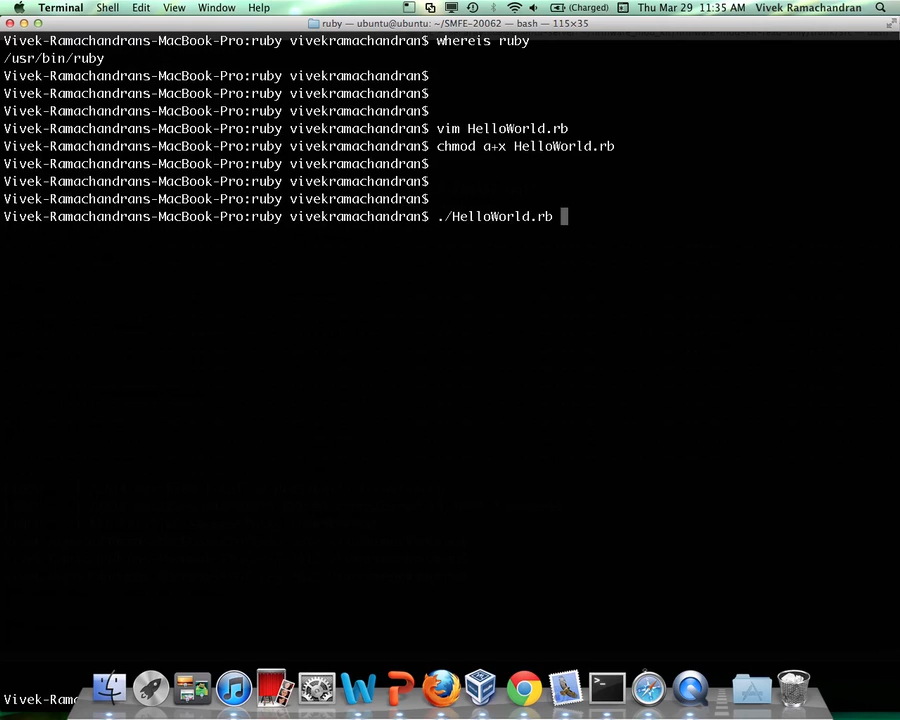 Terminal Shell Edit View Window Help (Charged) Thu Mar 29 11:35 AM Vivek Ramachandran
ruby — ubuntu@ubuntu: ~/SMFE-20062 — bash — 115×35
Vivek-Ramachandrans-MacBook-Pro:ruby vivekramachandran$ whereis ruby
/usr/bin/ruby
Vivek-Ramachandrans-MacBook-Pro:ruby vivekramachandran$
Vivek-Ramachandrans-MacBook-Pro:ruby vivekramachandran$
Vivek-Ramachandrans-MacBook-Pro:ruby vivekramachandran$
Vivek-Ramachandrans-MacBook-Pro:ruby vivekramachandran$ vim HelloWorld.rb
Vivek-Ramachandrans-MacBook-Pro:ruby vivekramachandran$ chmod a+x HelloWorld.rb
Vivek-Ramachandrans-MacBook-Pro:ruby vivekramachandran$
Vivek-Ramachandrans-MacBook-Pro:ruby vivekramachandran$
Vivek-Ramachandrans-MacBook-Pro:ruby vivekramachandran$
Vivek-Ramachandrans-MacBook-Pro:ruby vivekramachandran$ ./HelloWorld.rb
Vivek-Rama